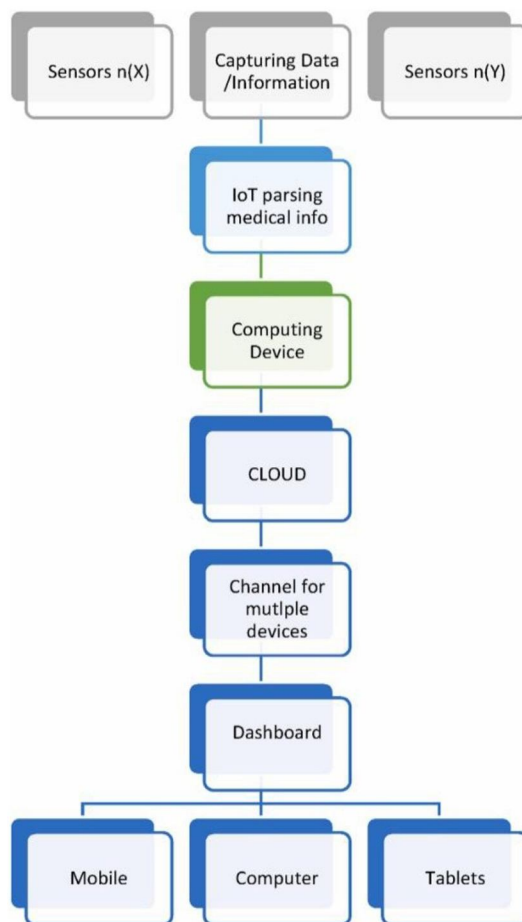 Sensors n(X)
Capturing Data
/Information
Sensors n(Y)
IoT parsing
medical info
Computing
Device
CLOUD
Channel for
mutlple
devices
Dashboard
Mobile
Computer
Tablets